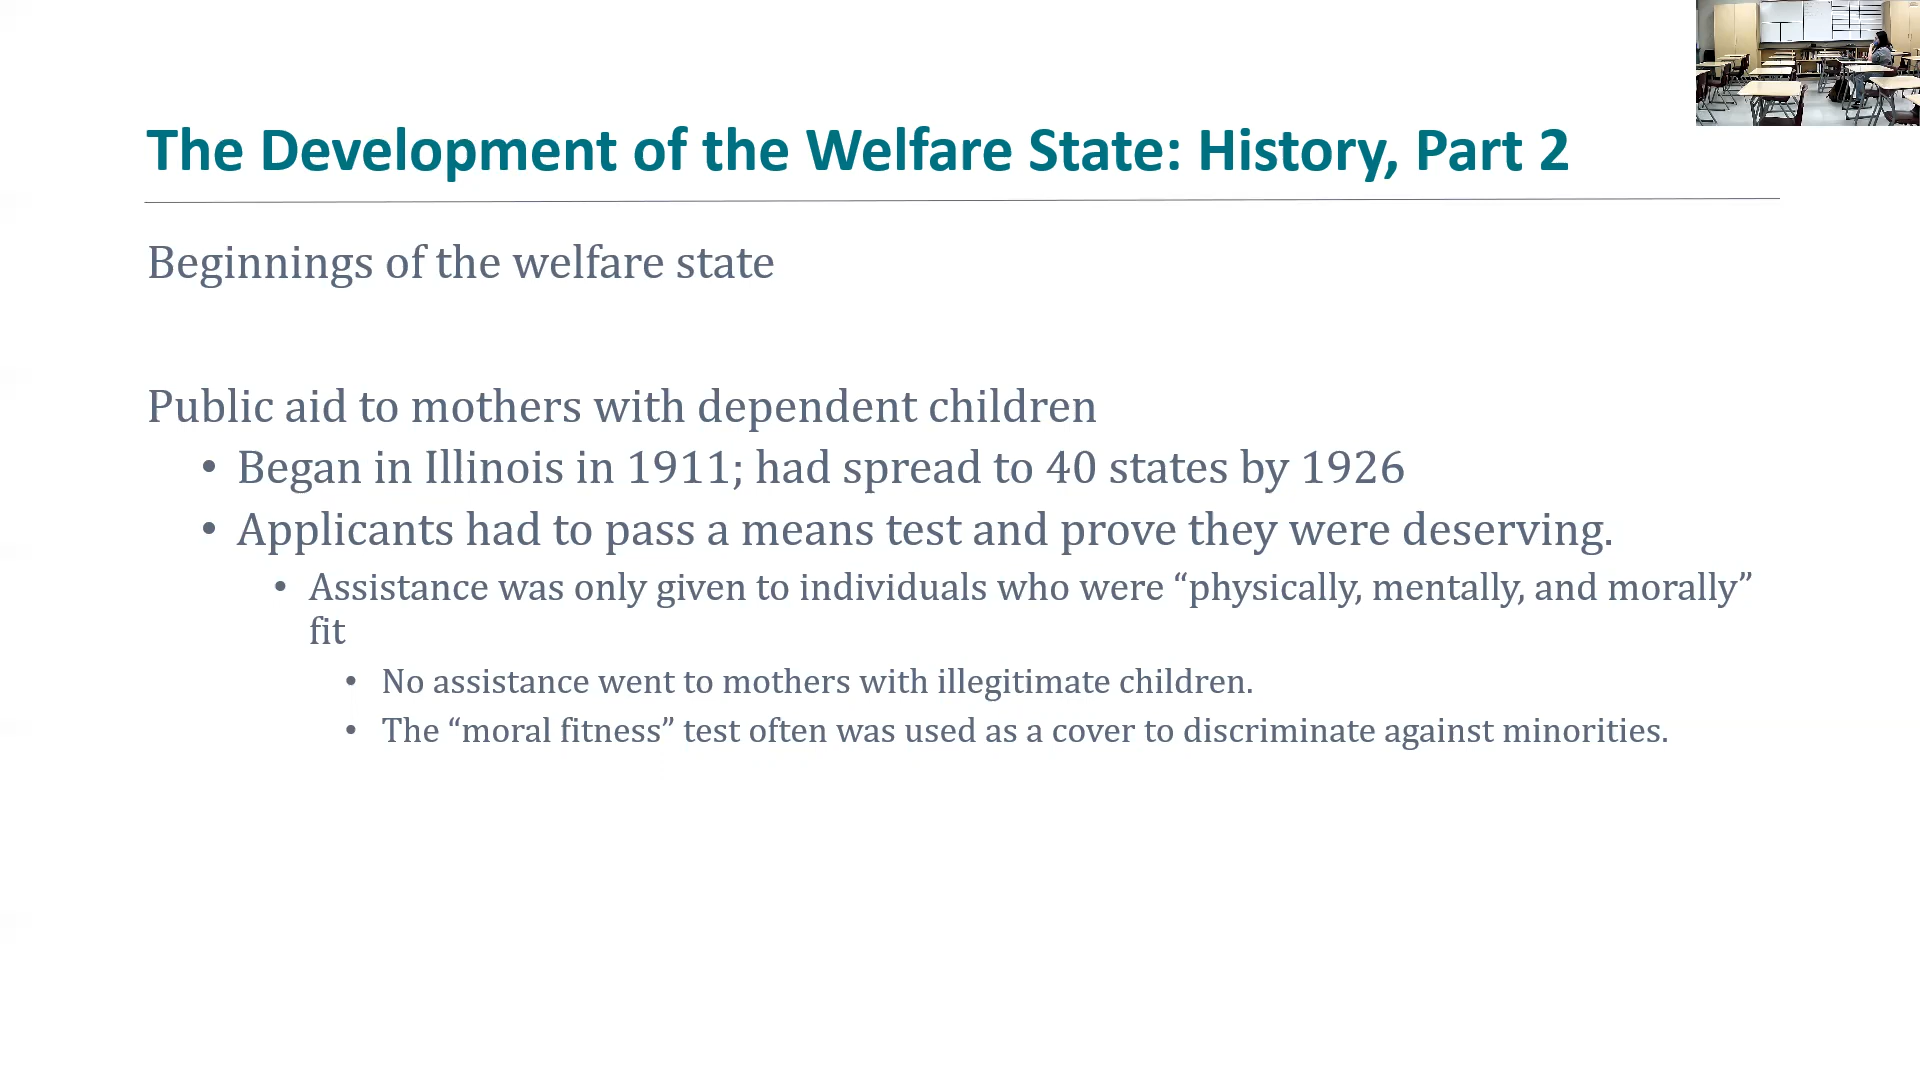 The Development of the Welfare State: History, Part 2
Beginnings of the welfare state
Public aid to mothers with dependent children
• Began in Illinois in 1911; had spread to 40 states by 1926
• Applicants had to pass a means test and prove they were deserving.
• Assistance was only given to individuals who were “physically, mentally, and morally”
fit
• No assistance went to mothers with illegitimate children.
• The “moral fitness” test often was used as a cover to discriminate against minorities.